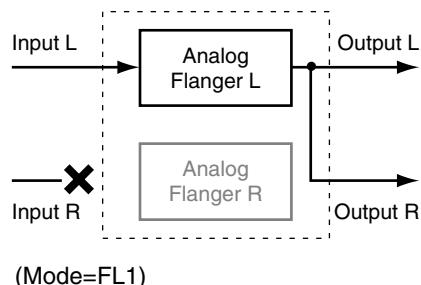 Input L
Output L
Analog
Flanger L
Analog
Flanger R
Input R
Output R
(Mode=FL1)